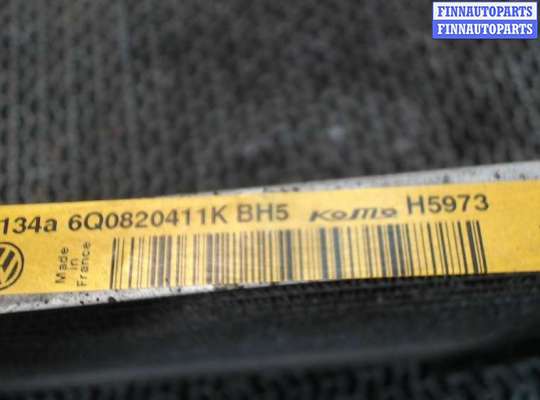 FINNAUTOPARTS
FINNAUTOPARTS
134a 6Q0820411K BH5 Komo H5973
Made
in
France